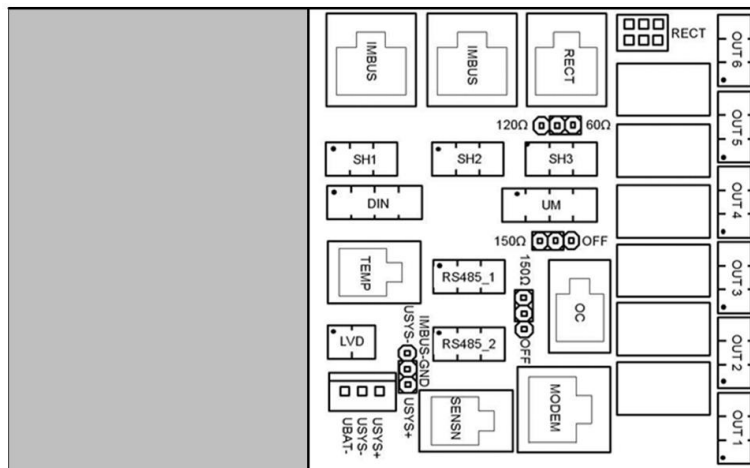 IMBUS
IMBUS
RECT
RECT
OUT 6
120Ω
60Ω
OUT 5
SH1
SH2
SH3
DIN
UM
OUT 4
150Ω
OFF
TEMP
RS485_1
150Ω
OFF
OC
OUT 3
LVD
USYS-
IMBUS-GND
USYS+
RS485_2
OUT 2
UBAT-
USYS-
USYS+
SENSN
MODEM
OUT 1